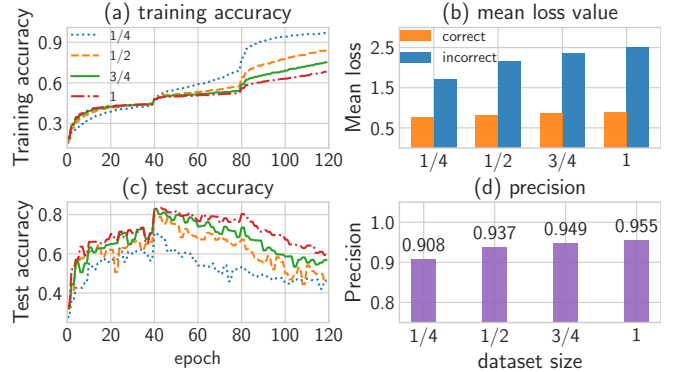 (a) training accuracy
Training accuracy
0.9
0.6
0.3
1/4
1/2
3/4
1
0 20 40 60 80 100 120
(b) mean loss value
Mean loss
2.5
1.5
0.5
correct
incorrect
1/4 1/2 3/4 1
(c) test accuracy
Test accuracy
0.8
0.6
0.4
0 20 40 60 80 100 120
epoch
(d) precision
Precision
1.0
0.9
0.8
0.908 0.937 0.949 0.955
1/4 1/2 3/4 1
dataset size